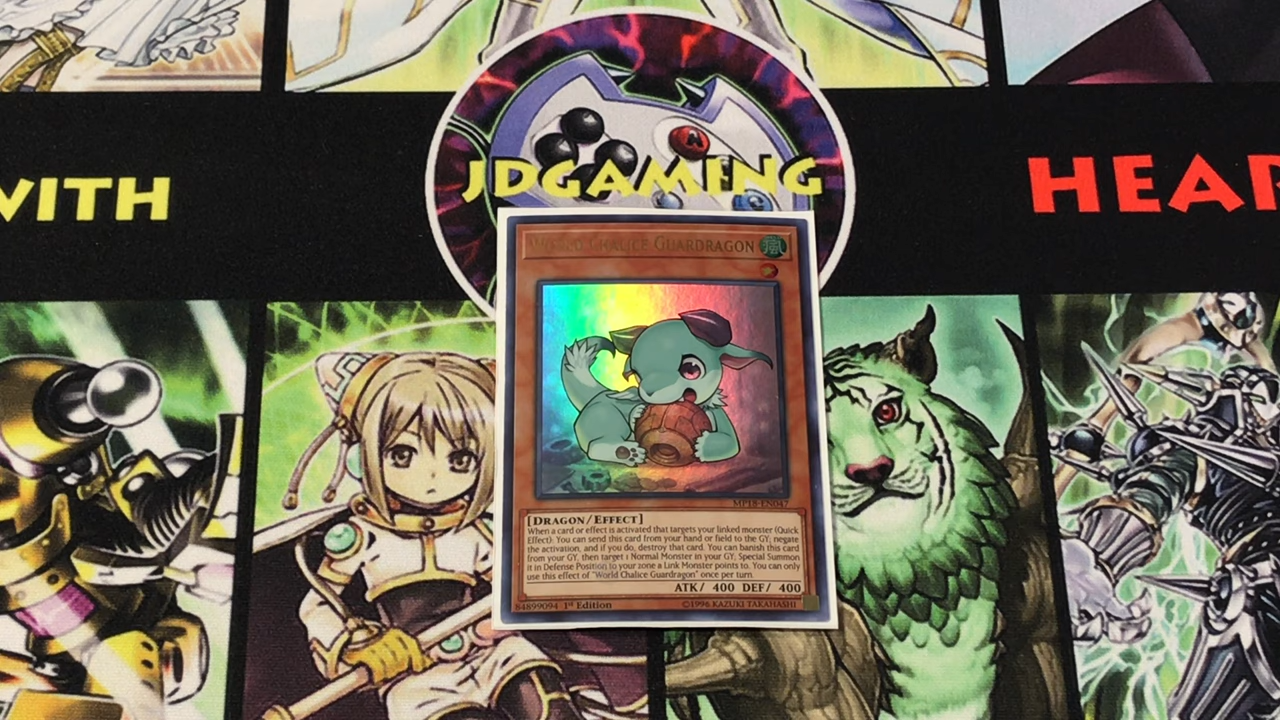 WITH
JDGAMING
HEAD
WORLD CHALICE GUARDRAGON 風
MP18-EN047
[DRAGON/EFFECT]
When a card or effect is activated that targets your linked monster (Quick
Effect): You can send this card from your hand or field to the GY; negate
the activation, and if you do, destroy that card. You can banish this card
from your GY, then target 1 Normal Monster in your GY; Special Summon
it in Defense Position to your zone a Link Monster points to. You can only
use this effect of "World Chalice Guardragon" once per turn.
ATK/ 400 DEF/ 400
84899094 1st Edition ©1996 KAZUKI TAKAHASHI